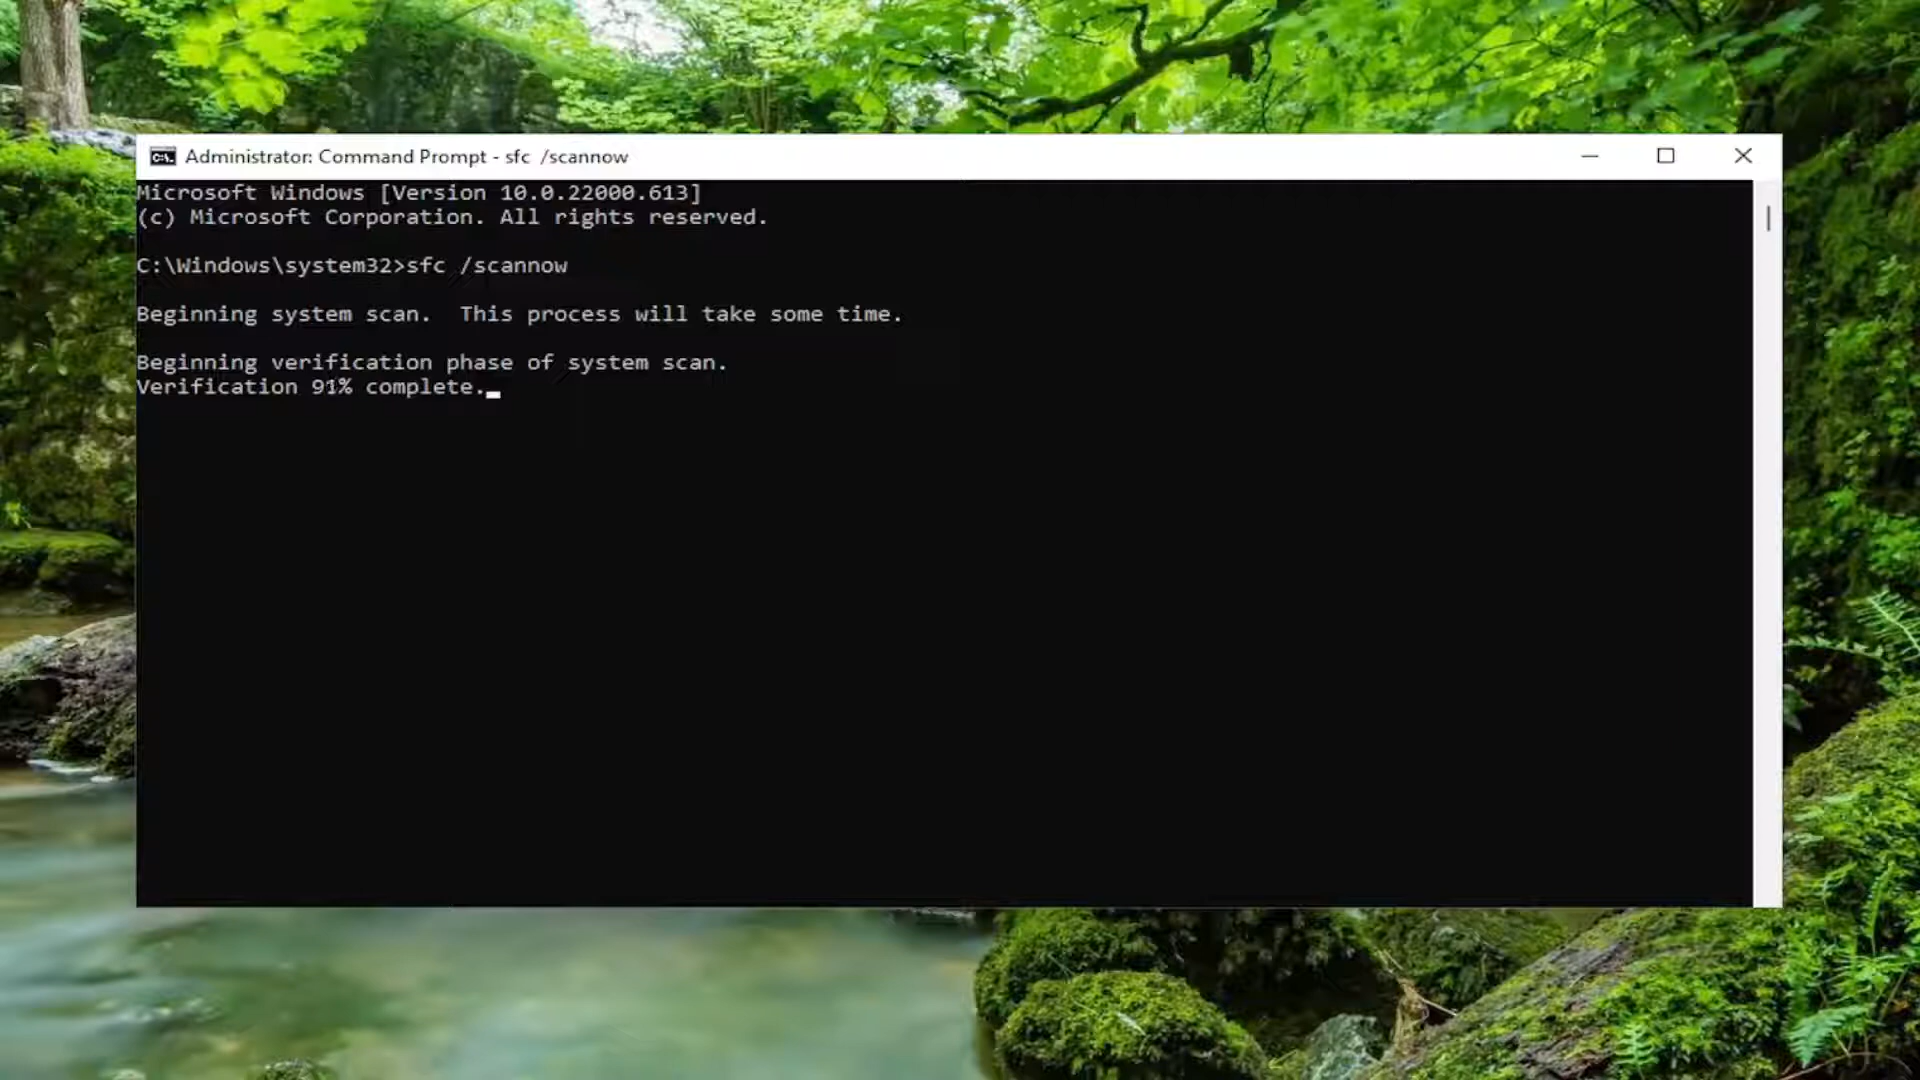 Administrator: Command Prompt - sfc  /scannow
Microsoft Windows [Version 10.0.22000.613]
(c) Microsoft Corporation. All rights reserved.
C:\Windows\system32>sfc /scannow
Beginning system scan.  This process will take some time.
Beginning verification phase of system scan.
Verification 91% complete.